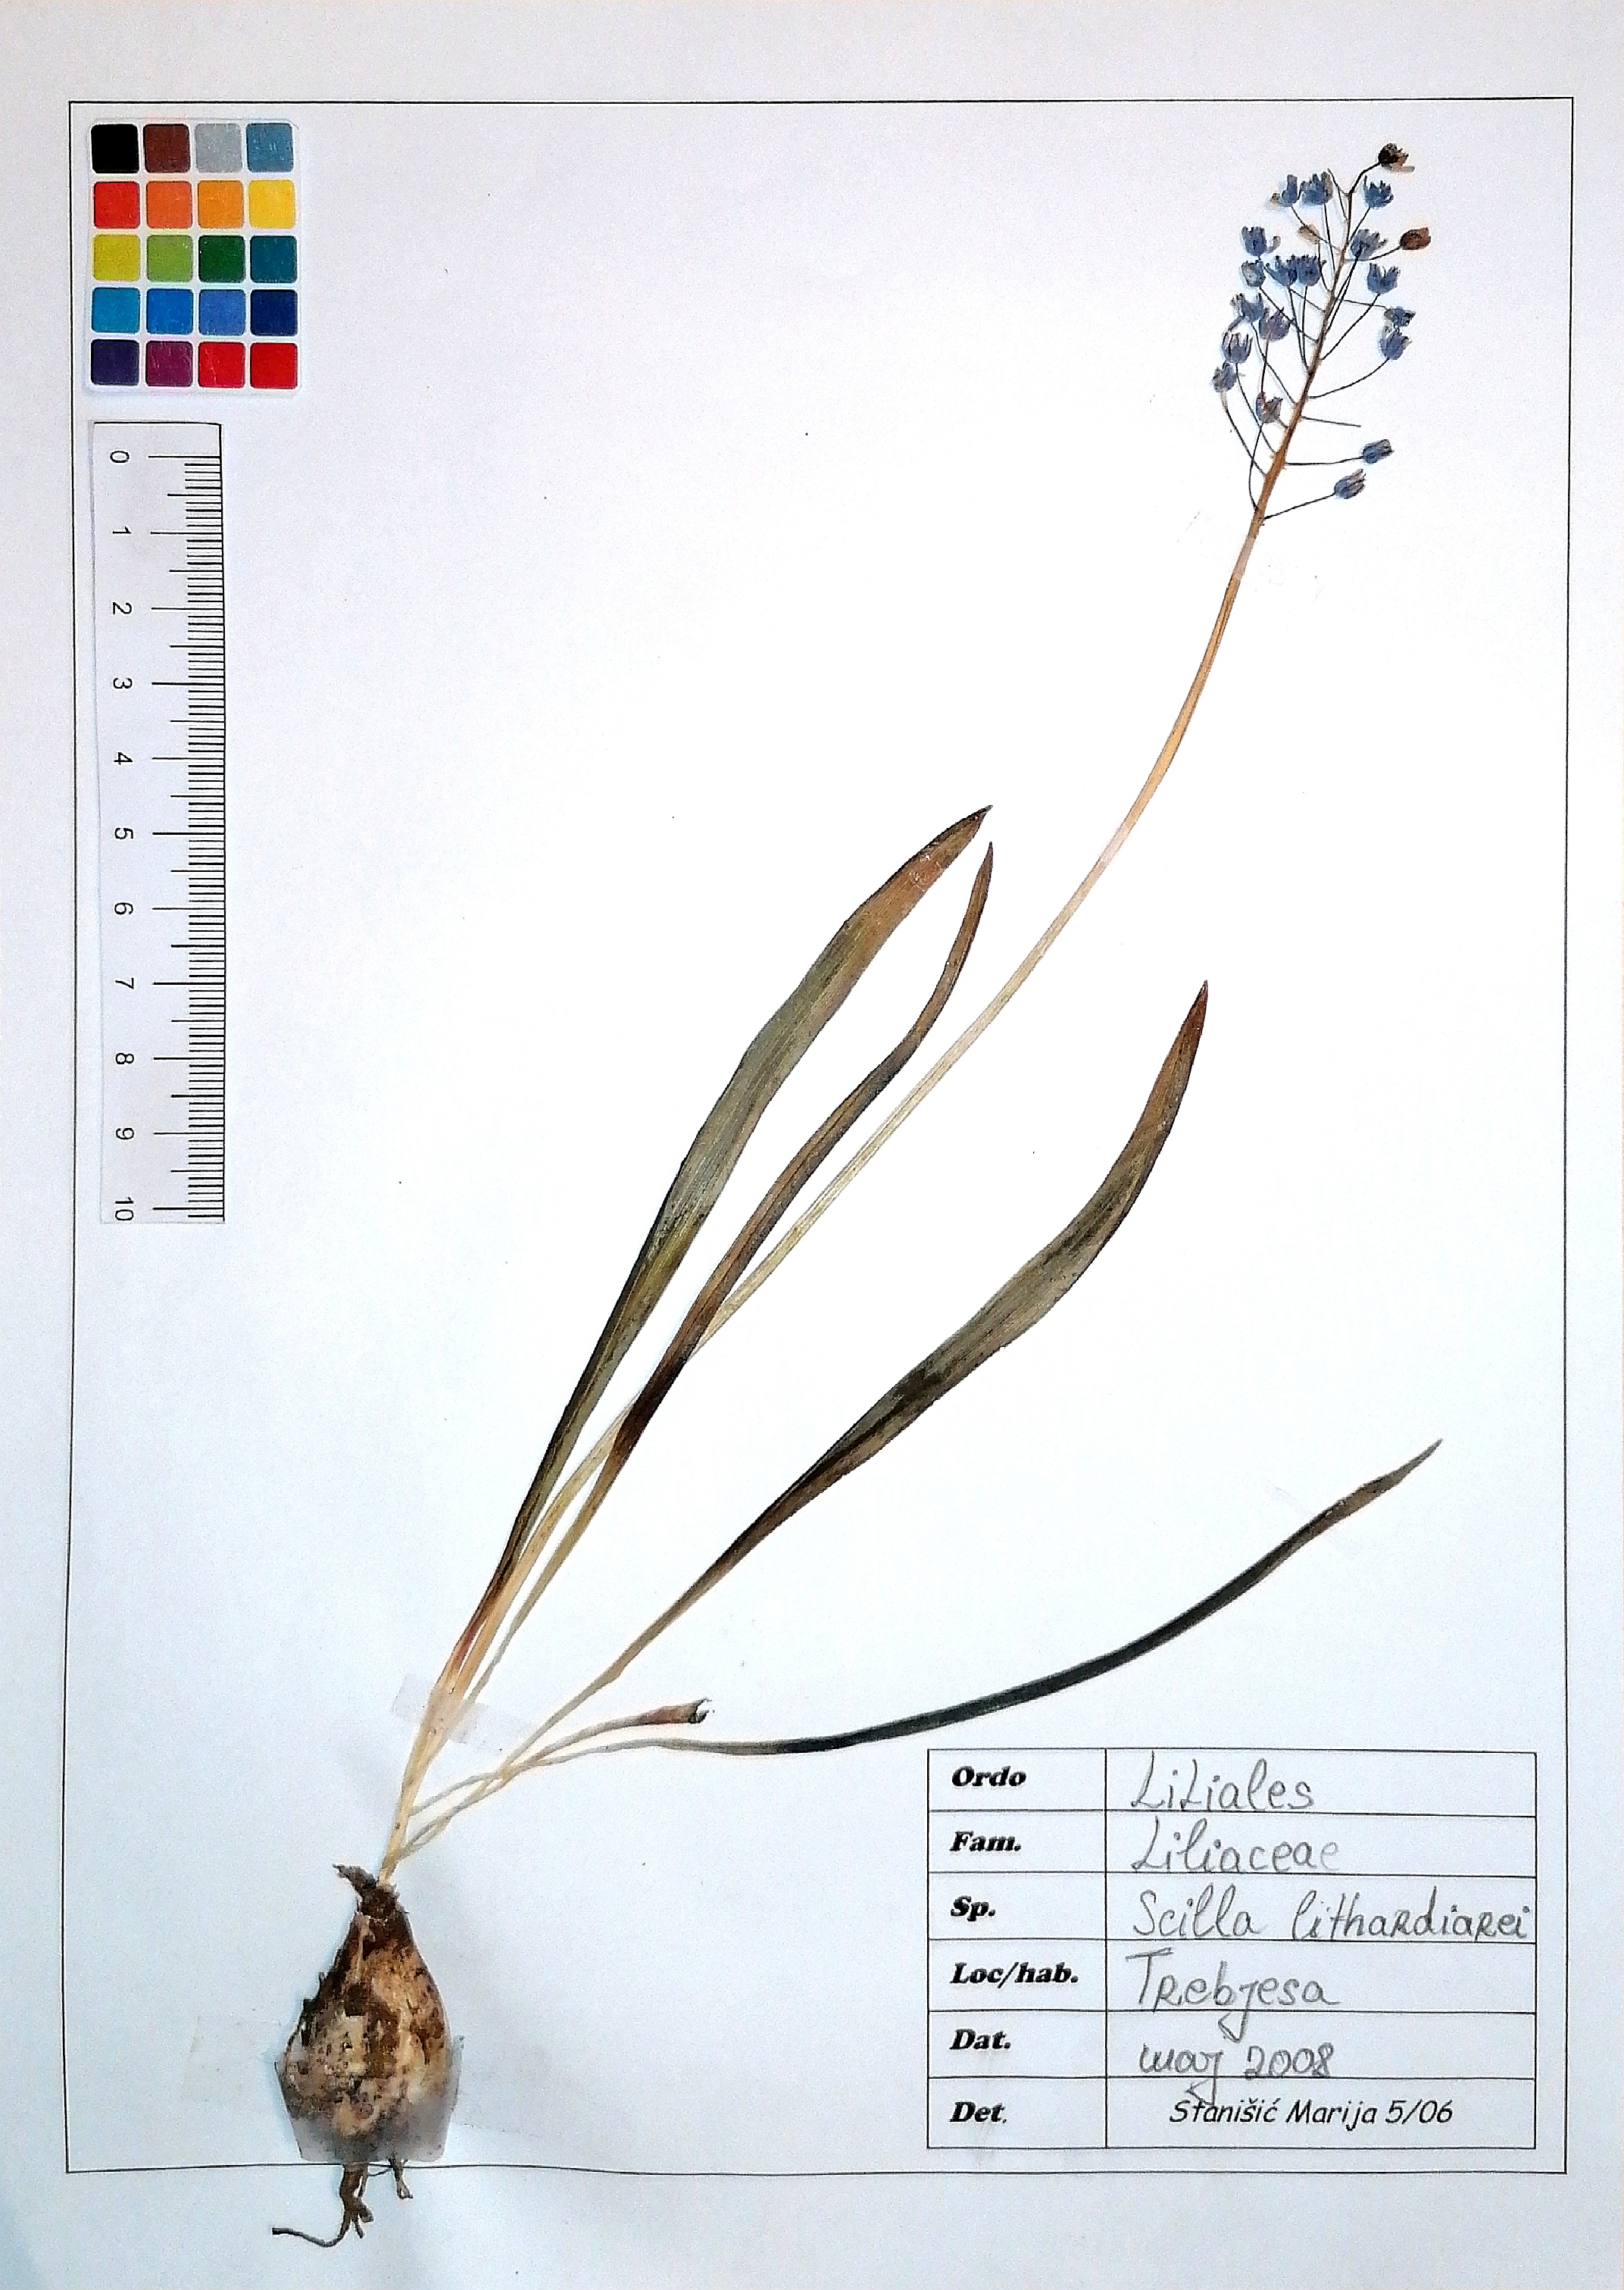 0
1
2
3
4
5
6
7
8
9
10
Ordo Liliales
Fam. Liliaceae
Sp. Scilla lithardiarei
Loc/hab. Trebjesa
Dat. maj 2008
Det. Stanišić Marija 5/06